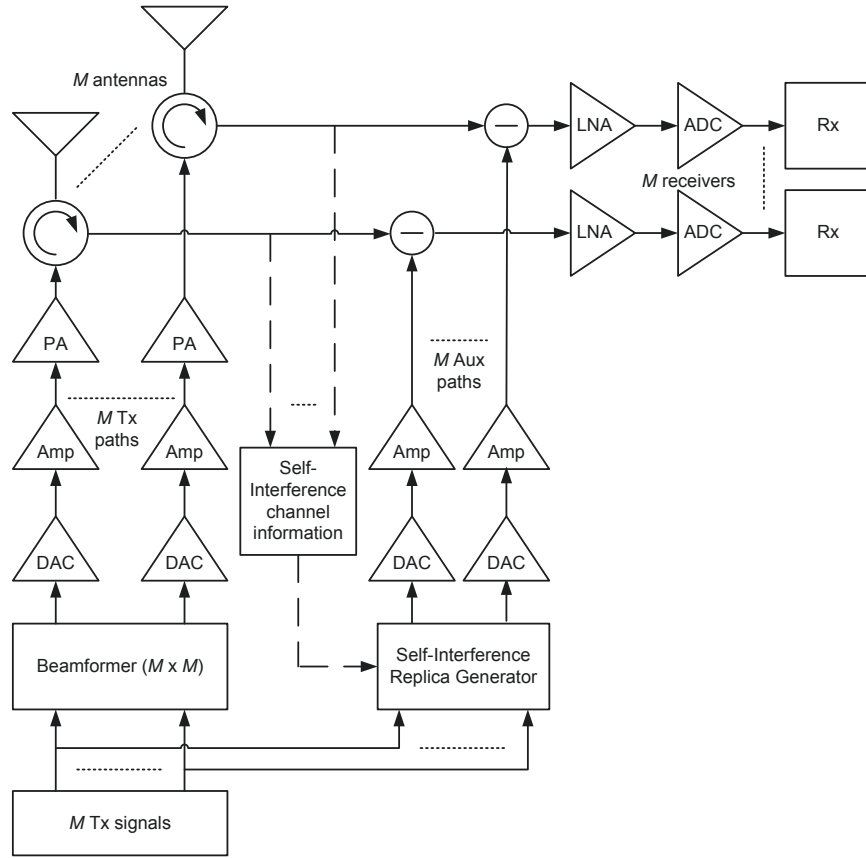 M antennas
LNA
ADC
Rx
M receivers
LNA
ADC
Rx
PA
PA
M Tx
paths
M Aux
paths
Amp
Amp
Self-
Interference
channel
information
Amp
Amp
DAC
DAC
DAC
DAC
Beamformer (M x M)
Self-Interference
Replica Generator
M Tx signals